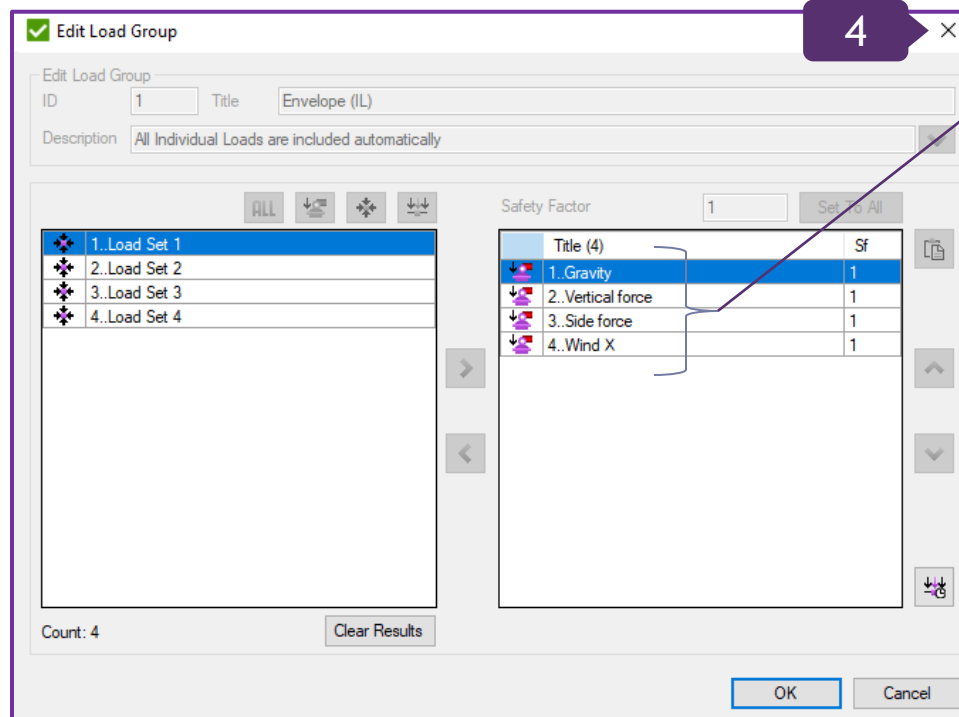 Edit Load Group
4
Edit Load Group
ID 1 Title Envelope (IL)
Description All Individual Loads are included automatically
ALL
Safety Factor 1 Set To All
1..Load Set 1
2..Load Set 2
3..Load Set 3
4..Load Set 4
Title (4) Sf
1..Gravity 1
2..Vertical force 1
3..Side force 1
4..Wind X 1
Count: 4 Clear Results
OK Cancel